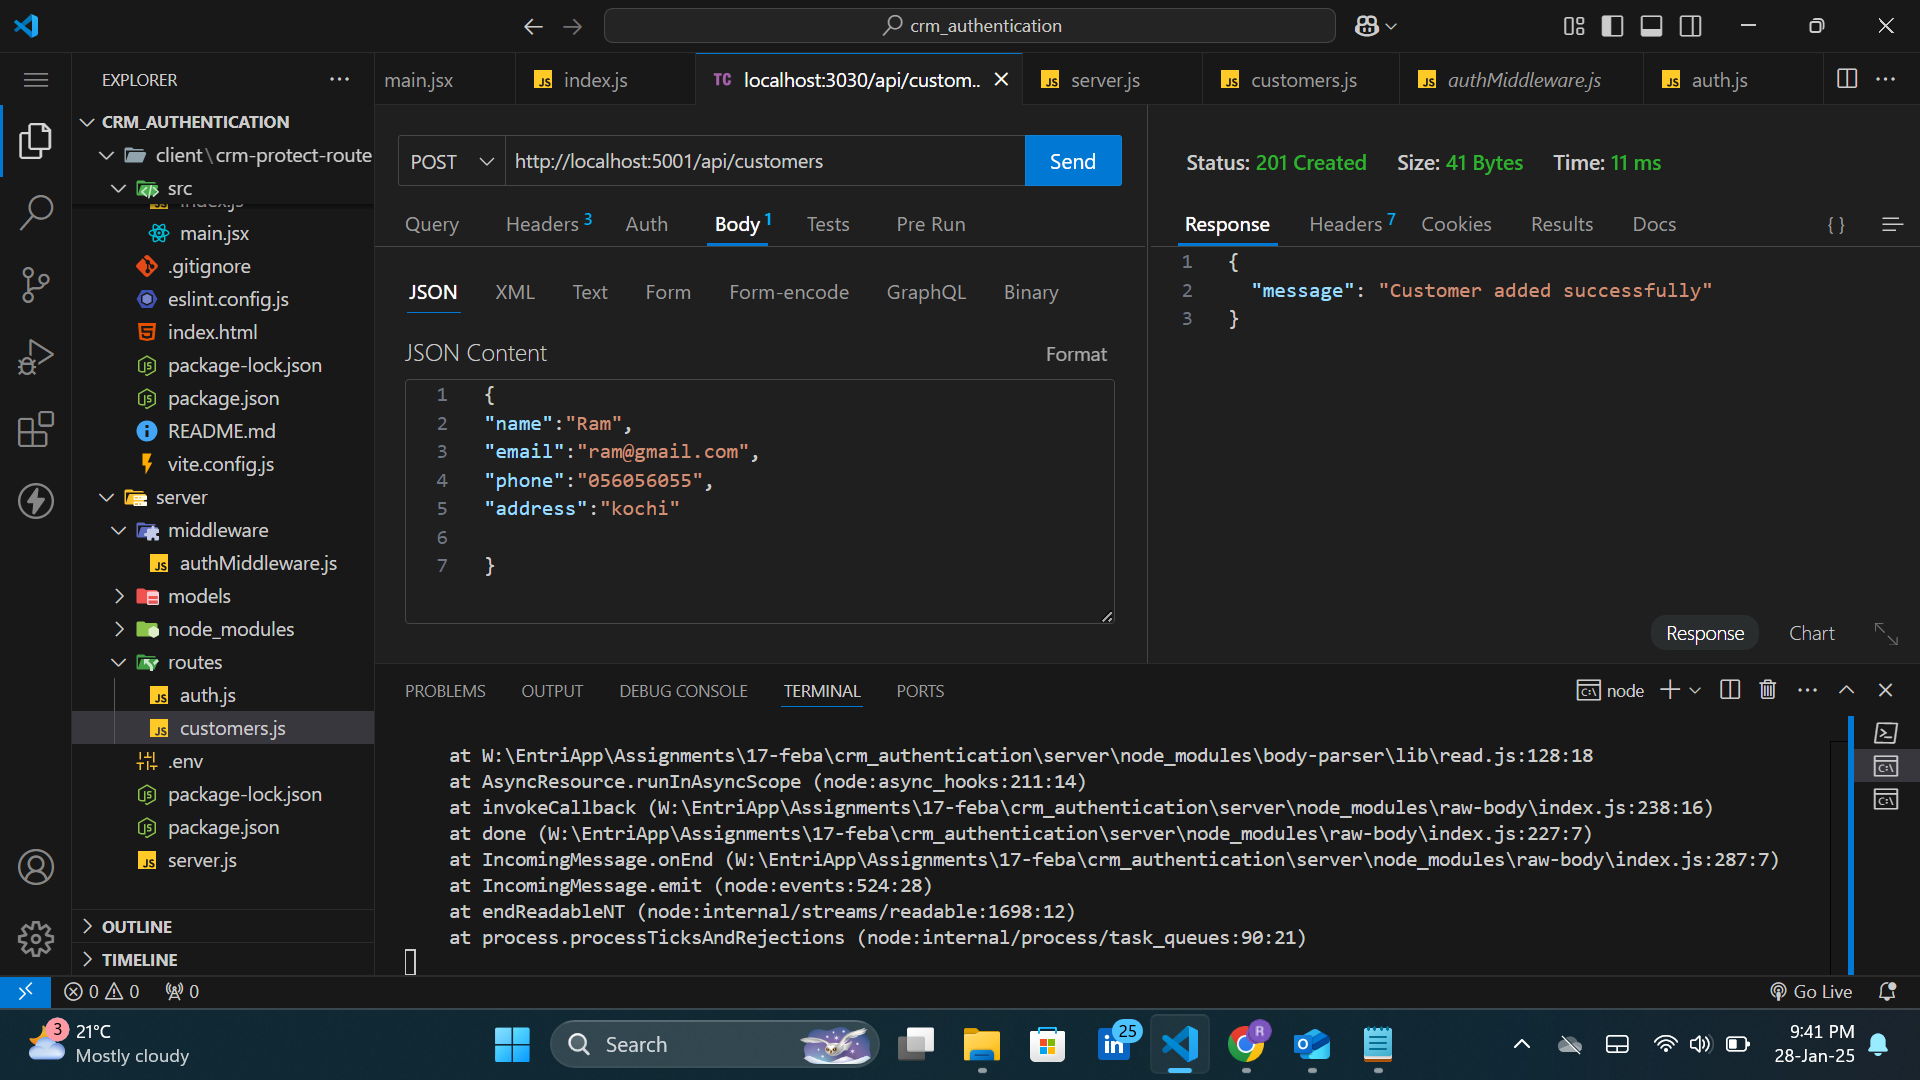 crm_authentication
EXPLORER
CRM_AUTHENTICATION
client\crm-protect-route
src
index.js
main.jsx
.gitignore
eslint.config.js
index.html
package-lock.json
package.json
README.md
vite.config.js
server
middleware
authMiddleware.js
models
node_modules
routes
auth.js
customers.js
.env
package-lock.json
package.json
server.js
OUTLINE
TIMELINE
main.jsx
JS index.js
TC localhost:3030/api/custom..
JS server.js
JS customers.js
JS authMiddleware.js
JS auth.js
POST http://localhost:5001/api/customers Send
Query Headers 3 Auth Body 1 Tests Pre Run
JSON XML Text Form Form-encode GraphQL Binary
JSON Content Format
1 {
2 "name":"Ram",
3 "email":"ram@gmail.com",
4 "phone":"056056055",
5 "address":"kochi"
6
7 }
Status: 201 Created Size: 41 Bytes Time: 11 ms
Response Headers 7 Cookies Results Docs { }
1 {
2 "message": "Customer added successfully"
3 }
Response Chart
PROBLEMS OUTPUT DEBUG CONSOLE TERMINAL PORTS node
at W:\EntriApp\Assignments\17-feba\crm_authentication\server\node_modules\body-parser\lib\read.js:128:18
at AsyncResource.runInAsyncScope (node:async_hooks:211:14)
at invokeCallback (W:\EntriApp\Assignments\17-feba\crm_authentication\server\node_modules\raw-body\index.js:238:16)
at done (W:\EntriApp\Assignments\17-feba\crm_authentication\server\node_modules\raw-body\index.js:227:7)
at IncomingMessage.onEnd (W:\EntriApp\Assignments\17-feba\crm_authentication\server\node_modules\raw-body\index.js:287:7)
at IncomingMessage.emit (node:events:524:28)
at endReadableNT (node:internal/streams/readable:1698:12)
at process.processTicksAndRejections (node:internal/process/task_queues:90:21)
0 0 0 Go Live
3 21°C
Mostly cloudy
Search
25
R
9:41 PM
28-Jan-25